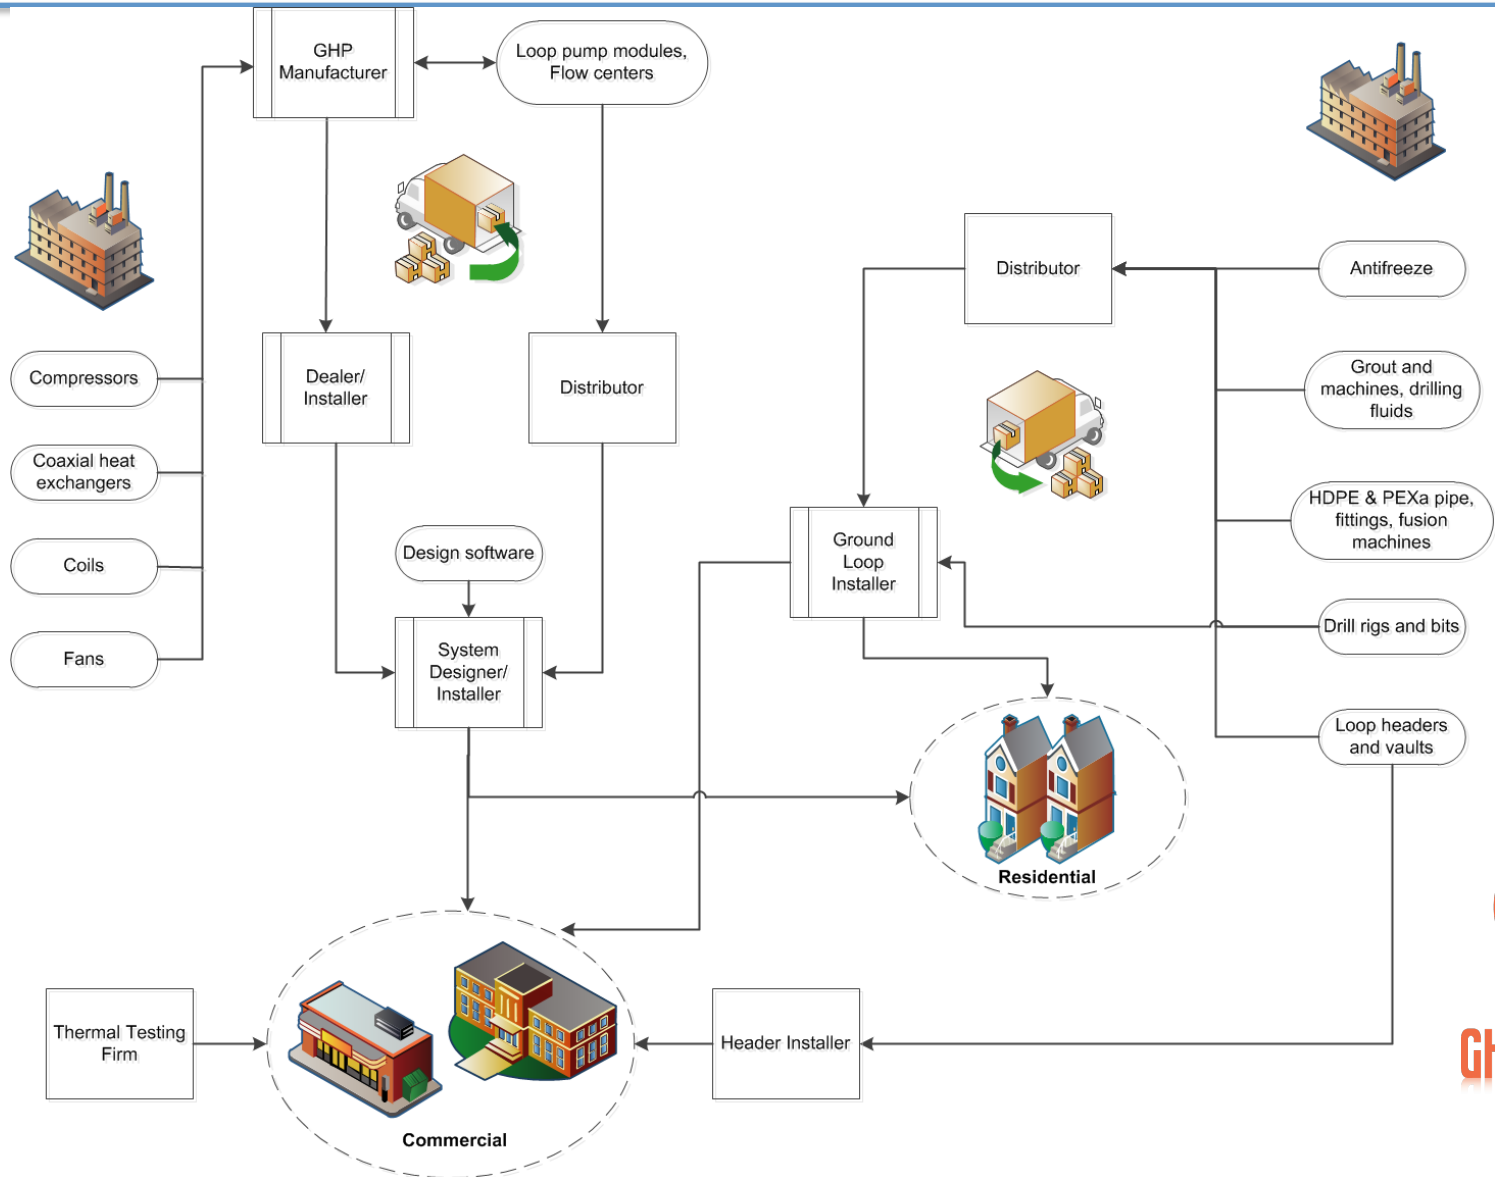 GHP
Manufacturer
Loop pump modules,
Flow centers
Distributor
Antifreeze
Compressors
Dealer/
Installer
Distributor
Grout and
machines, drilling
fluids
Coaxial heat
exchangers
HDPE & PEXa pipe,
fittings, fusion
machines
Coils
Design software
Ground
Loop
Installer
Fans
System
Designer/
Installer
Drill rigs and bits
Loop headers
and vaults
Residential
Thermal Testing
Firm
Header Installer
Commercial